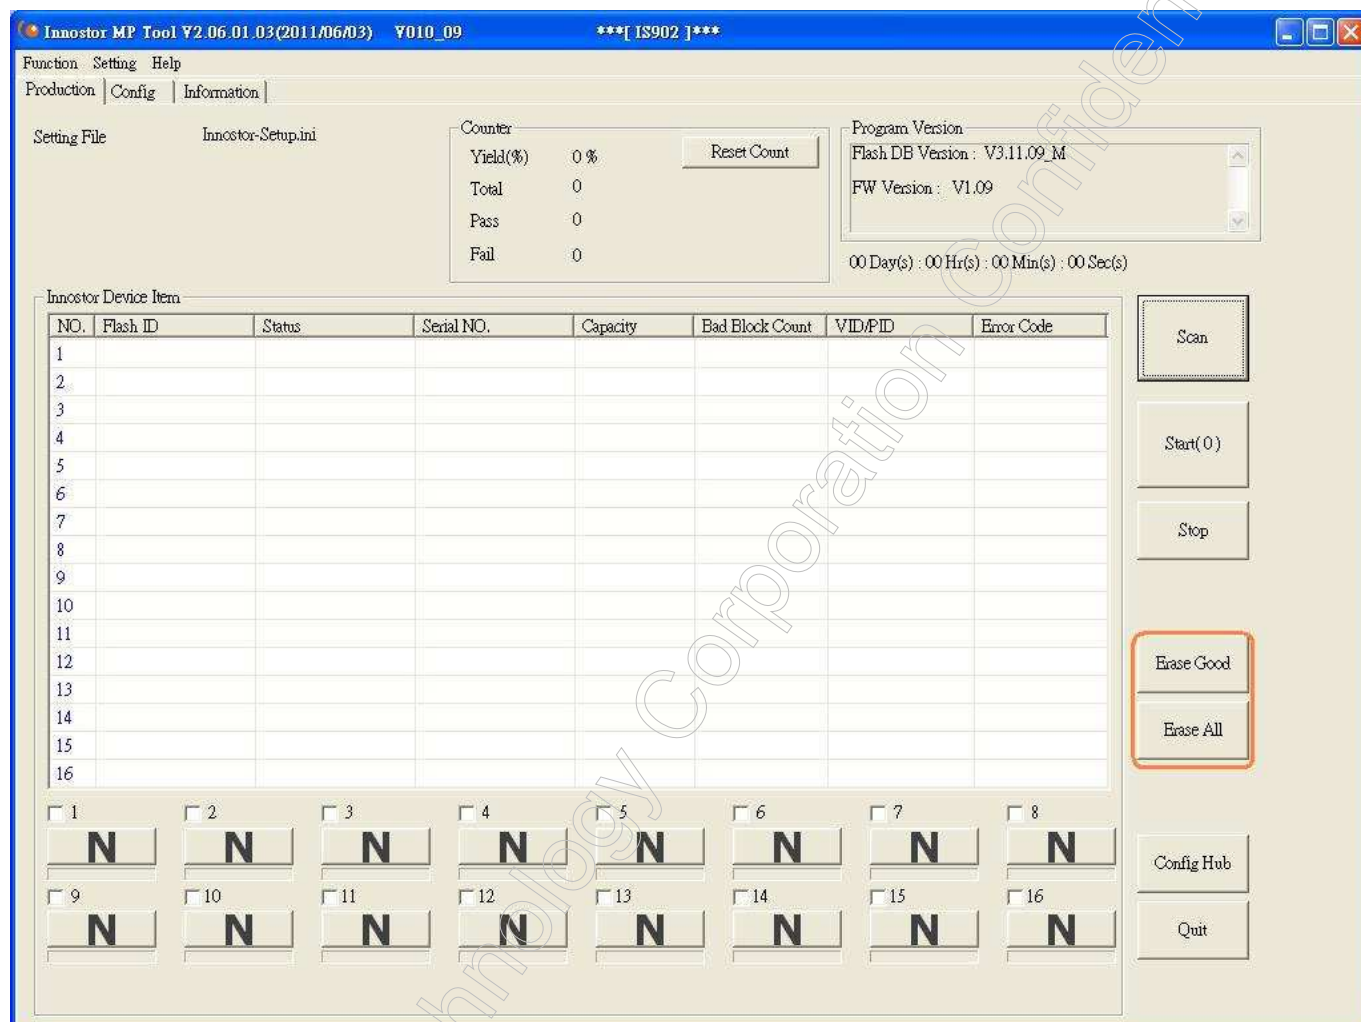 Innostor MP Tool V2.06.01.03(2011/06/03) V010_09 ***[ IS902 ]***
Function Setting Help
Production Config Information
Setting File Innostor-Setup.ini
Counter
Yield(%) 0 %
Total 0
Pass 0
Fail 0
Reset Count
Program Version
Flash DB Version : V3.11.09_M
FW Version : V1.09
00 Day(s) : 00 Hr(s) : 00 Min(s) : 00 Sec(s)
Innostor Device Item
NO. Flash ID Status Serial NO. Capacity Bad Block Count VID/PID Error Code
1
2
3
4
5
6
7
8
9
10
11
12
13
14
15
16
Scan
Start( 0 )
Stop
Erase Good
Erase All
Config Hub
Quit
1 2 3 4 5 6 7 8
N N N N N N N N
9 10 11 12 13 14 15 16
N N N N N N N N
hnology Corporation Confiden